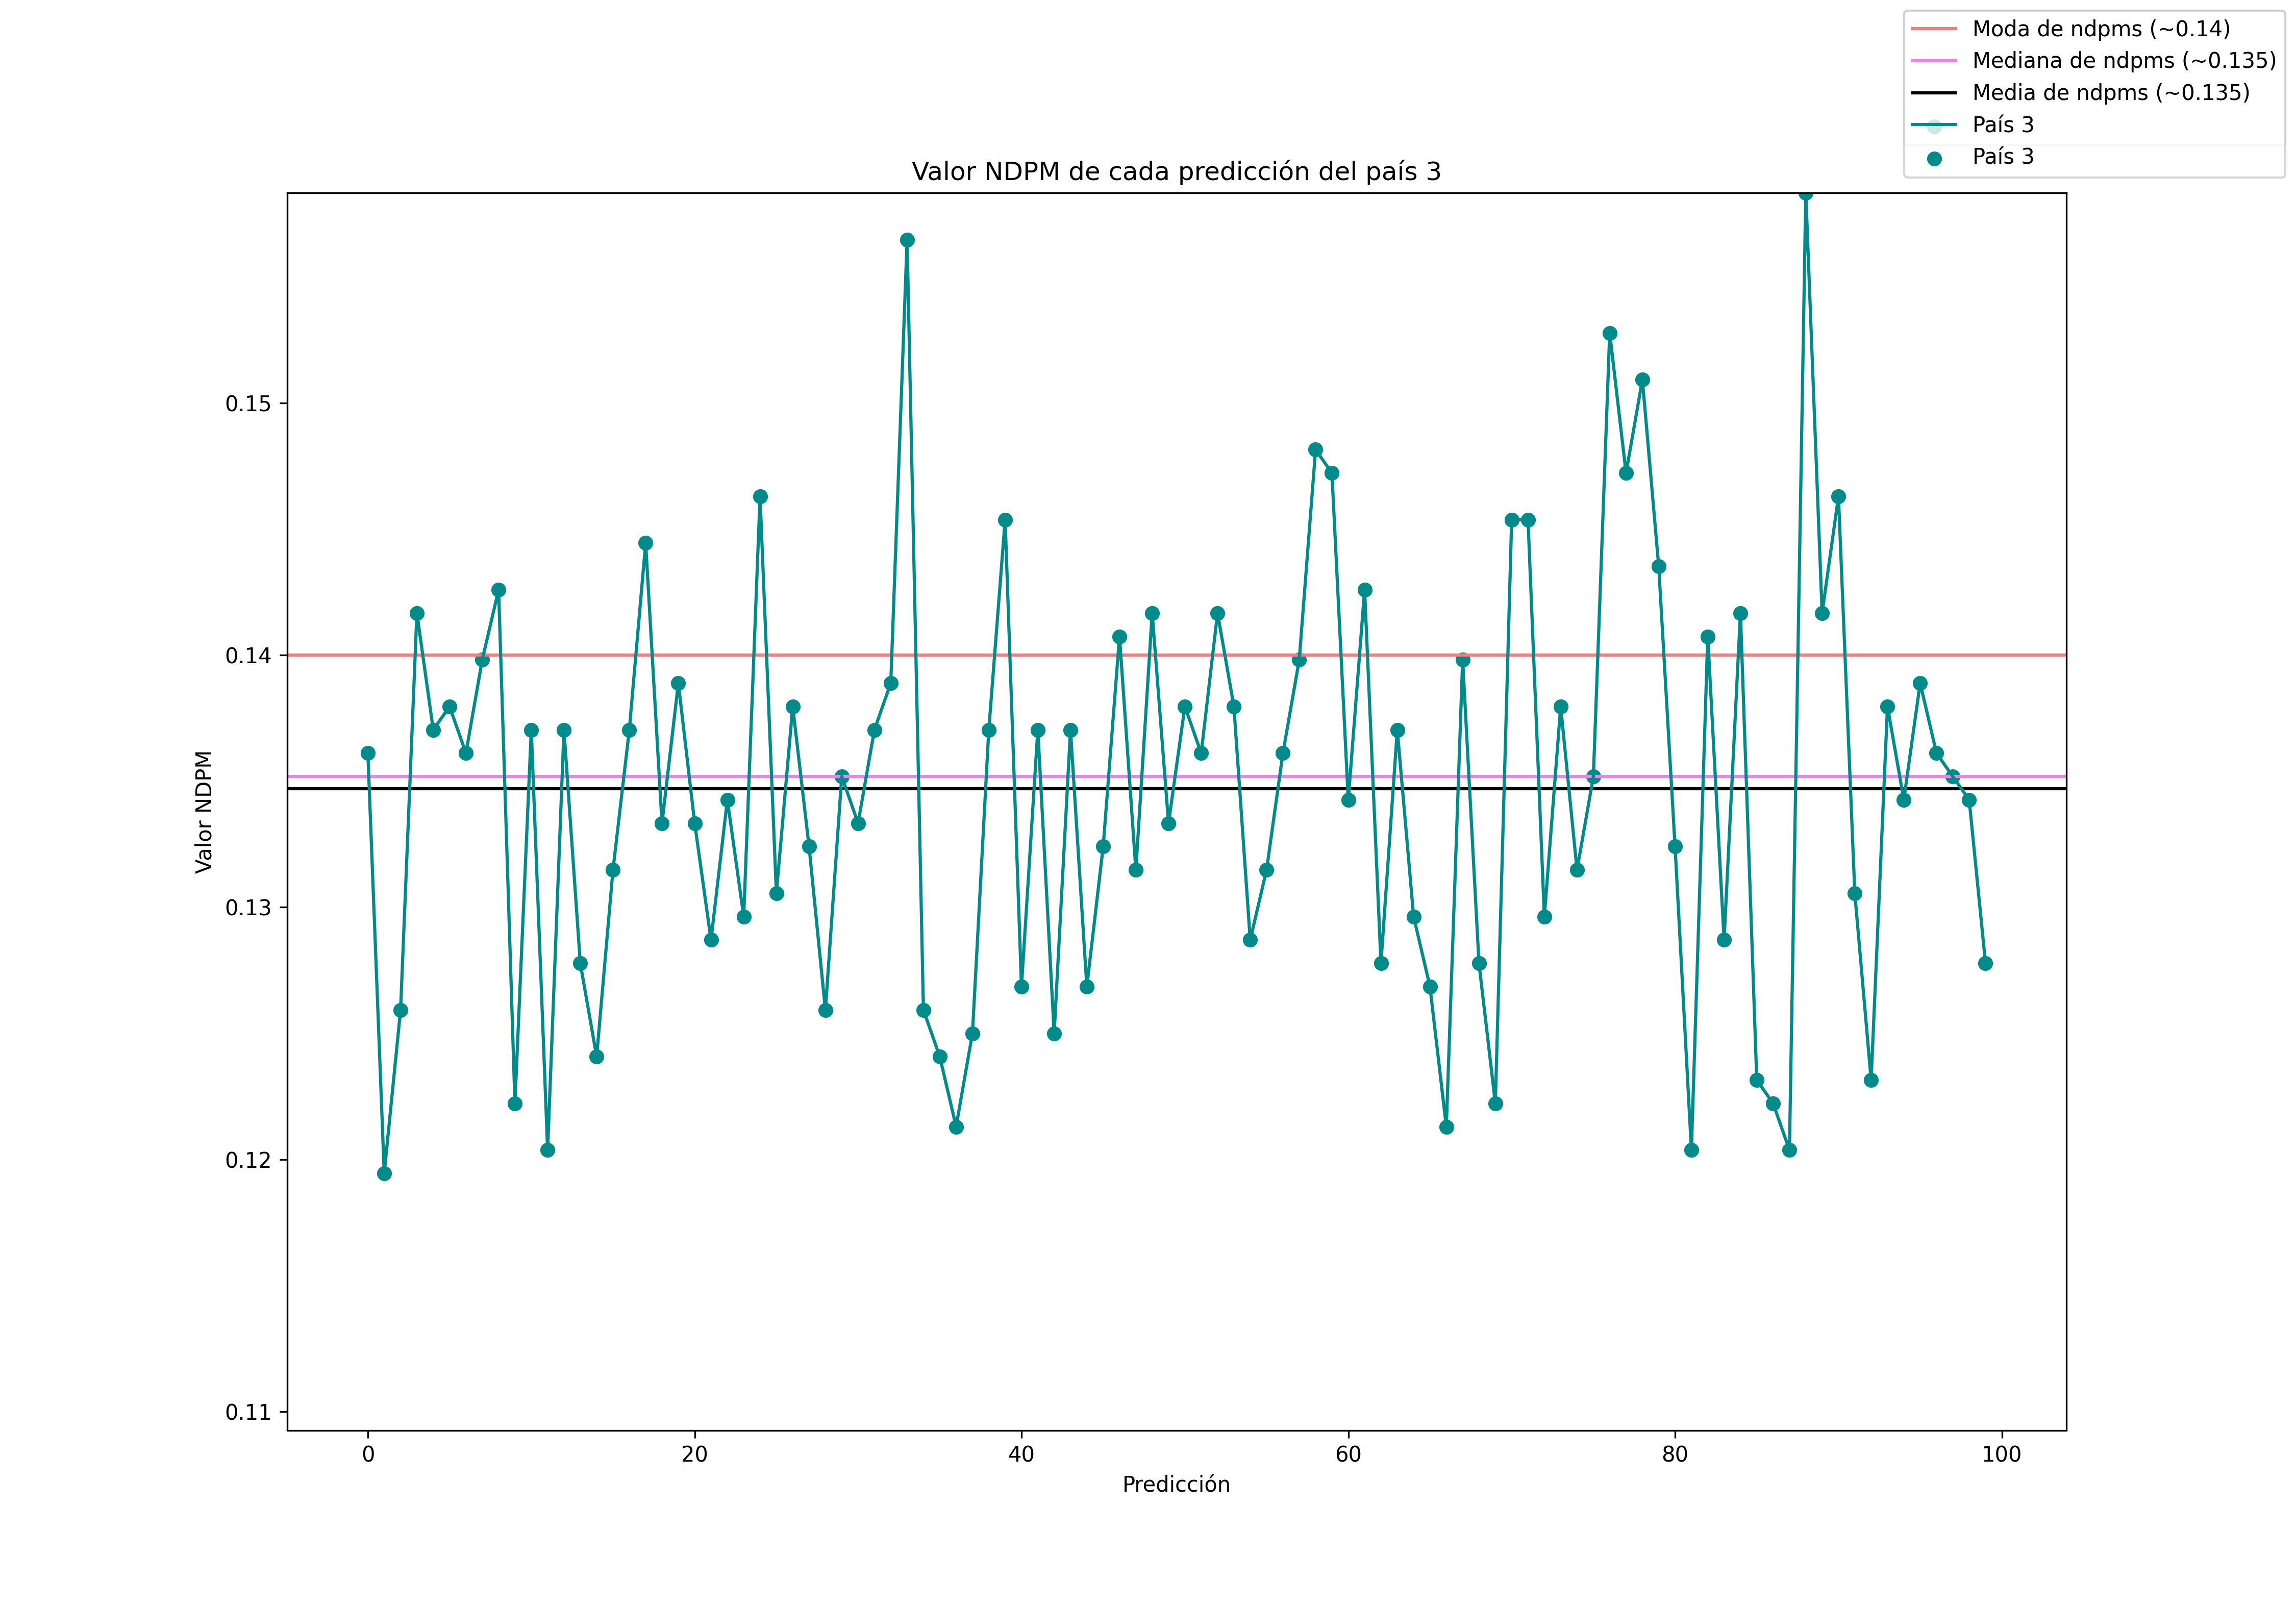 Moda de ndpms (~0.14)
Mediana de ndpms (~0.135)
Media de ndpms (~0.135)
País 3
País 3
Valor NDPM de cada predicción del país 3
Valor NDPM
0.15
0.14
0.13
0.12
0.11
0 20 40 60 80 100
Predicción